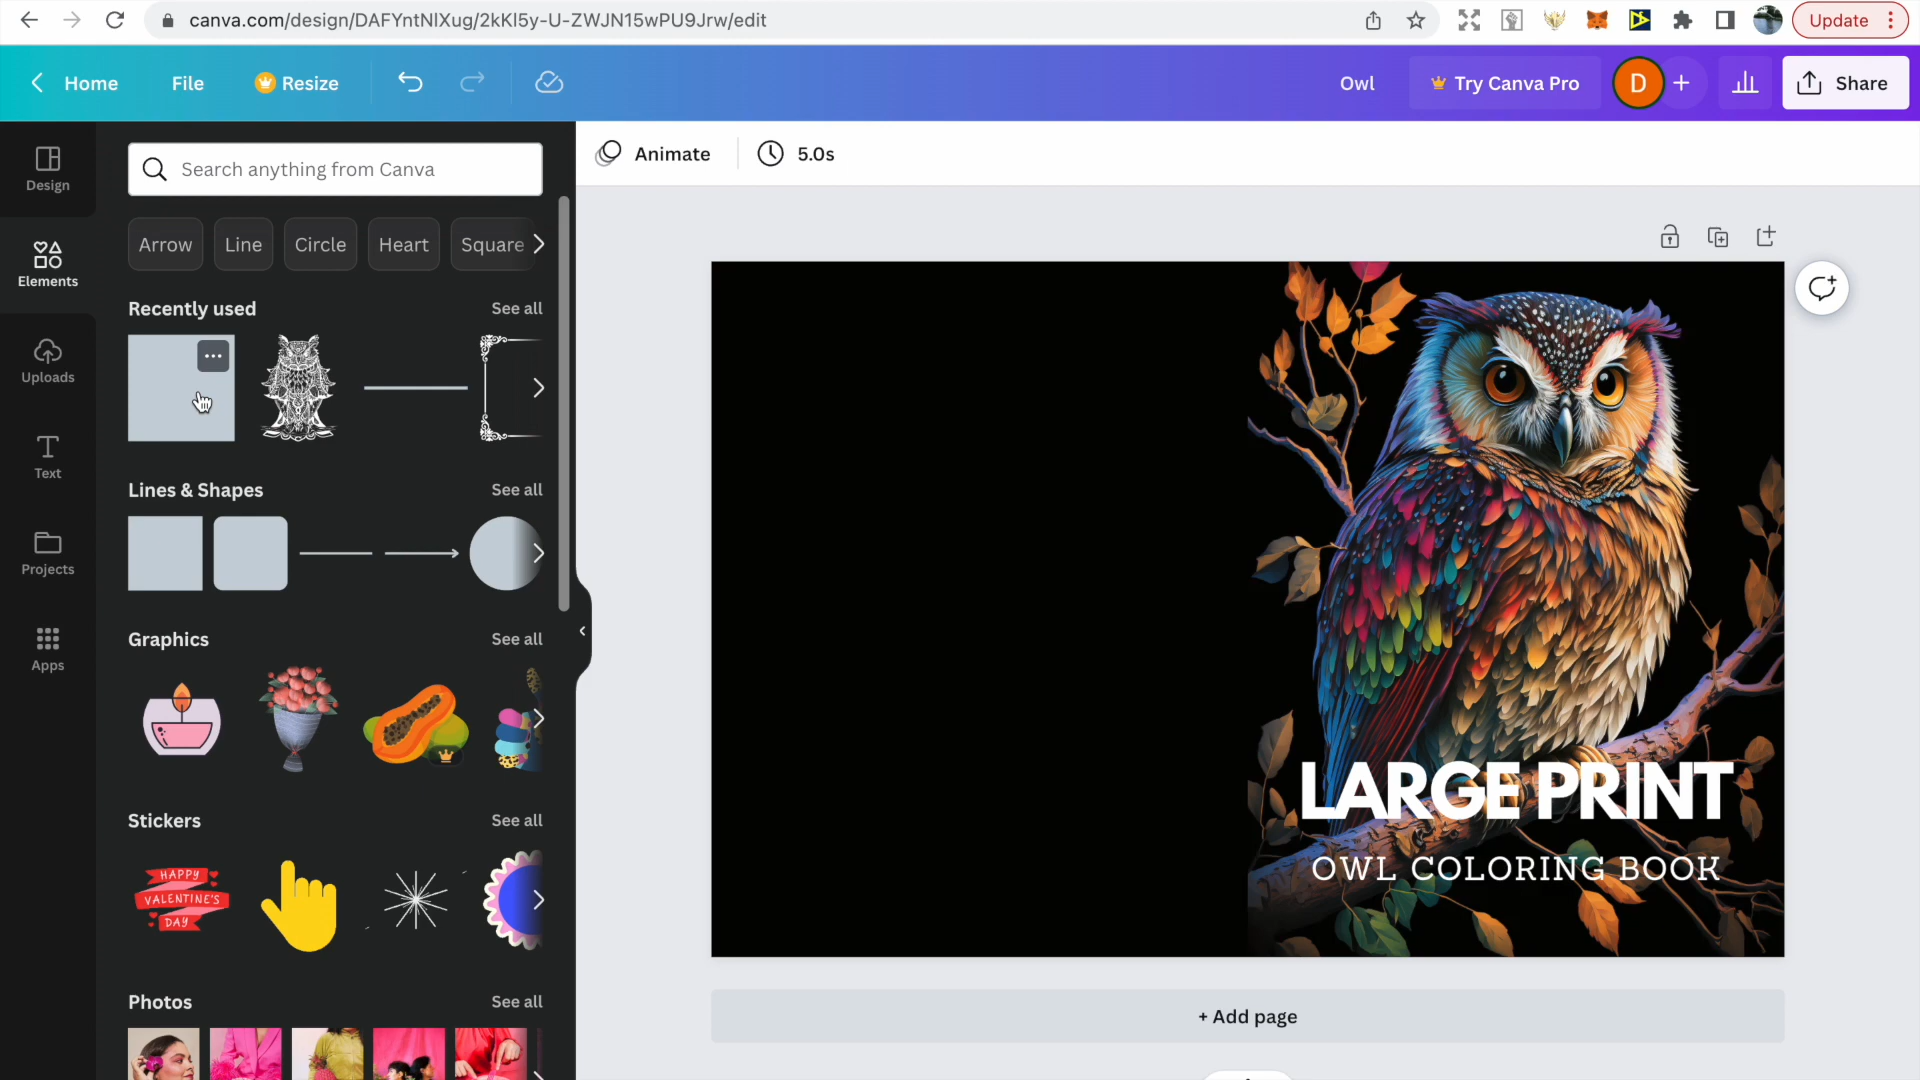 canva.com/design/DAFYntNlXug/2kKl5y-U-ZWJN15wPU9Jrw/edit
Update
Home
File
Resize
Owl
Try Canva Pro
D
Share
Design
Elements
Uploads
Text
Projects
Apps
Search anything from Canva
Arrow
Line
Circle
Heart
Square
Recently used
See all
Lines & Shapes
See all
Graphics
See all
Stickers
See all
HAPPY
VALENTINE'S
DAY
Photos
See all
Animate
5.0s
LARGE PRINT
OWL COLORING BOOK
+ Add page